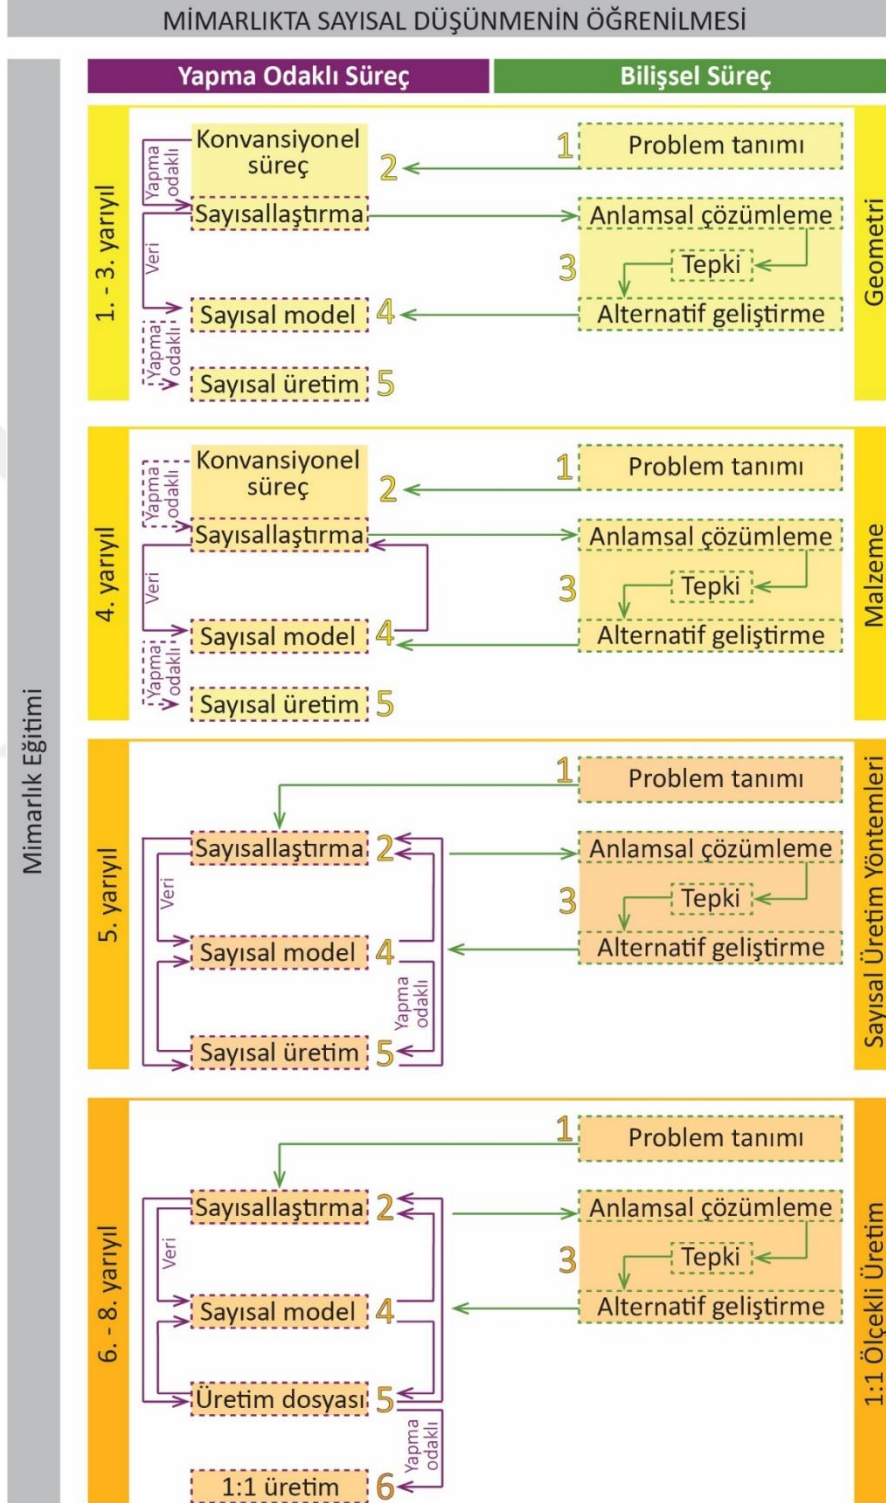 MİMARLIKTA SAYISAL DÜŞÜNMENİN ÖĞRENİLMESİ
Mimarlık Eğitimi
Yapma Odaklı Süreç
Bilişsel Süreç
1. - 3. yarıyıl
Yapma
odaklı
Konvansiyonel
süreç
2
1
Problem tanımı
Sayısallaştırma
Anlamsal çözümleme
Veri
3
Tepki
Sayısal model
4
Alternatif geliştirme
Yapma
odaklı
Sayısal üretim
5
Geometri
4. yarıyıl
Yapma
odaklı
Konvansiyonel
süreç
2
1
Problem tanımı
Sayısallaştırma
Anlamsal çözümleme
Veri
3
Tepki
Sayısal model
4
Alternatif geliştirme
Yapma
odaklı
Sayısal üretim
5
Malzeme
5. yarıyıl
1
Problem tanımı
Sayısallaştırma
2
Anlamsal çözümleme
Veri
3
Tepki
Sayısal model
4
Alternatif geliştirme
Yapma
odaklı
Sayısal üretim
5
Sayısal Üretim Yöntemleri
6. - 8. yarıyıl
1
Problem tanımı
Sayısallaştırma
2
Anlamsal çözümleme
Veri
3
Tepki
Sayısal model
4
Alternatif geliştirme
Üretim dosyası
5
Yapma
odaklı
1:1 üretim
6
1:1 Ölçekli Üretim